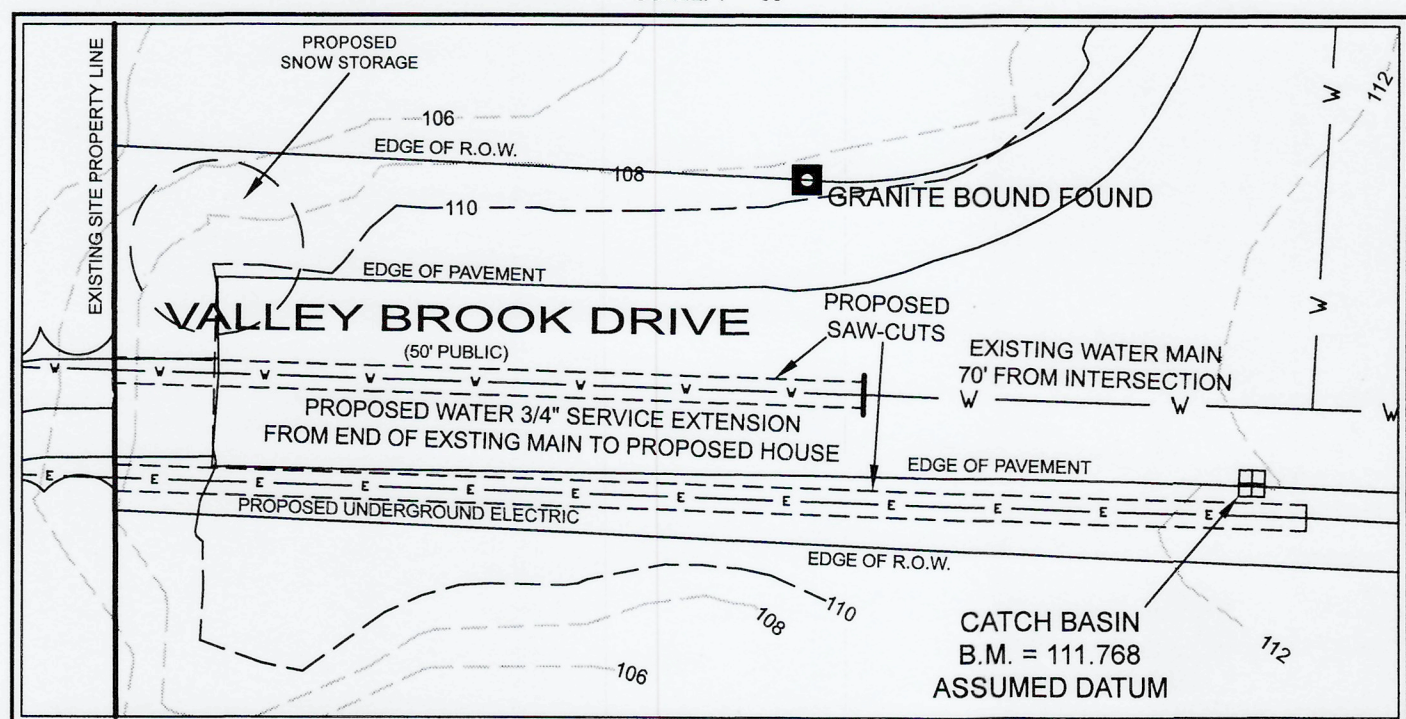 EXISTING SITE PROPERTY LINE
PROPOSED
SNOW STORAGE
106
EDGE OF R.O.W.
108
110
GRANITE BOUND FOUND
112
W
W
EDGE OF PAVEMENT
VALLEY BROOK DRIVE
(50' PUBLIC)
PROPOSED
SAW-CUTS
EXISTING WATER MAIN
70' FROM INTERSECTION
W W W W W W W W W W W
PROPOSED WATER 3/4" SERVICE EXTENSION
FROM END OF EXSTING MAIN TO PROPOSED HOUSE
EDGE OF PAVEMENT
E E E E E E E E E E E E
PROPOSED UNDERGROUND ELECTRIC
EDGE OF R.O.W.
110
108
106
CATCH BASIN
B.M. = 111.768
ASSUMED DATUM
112